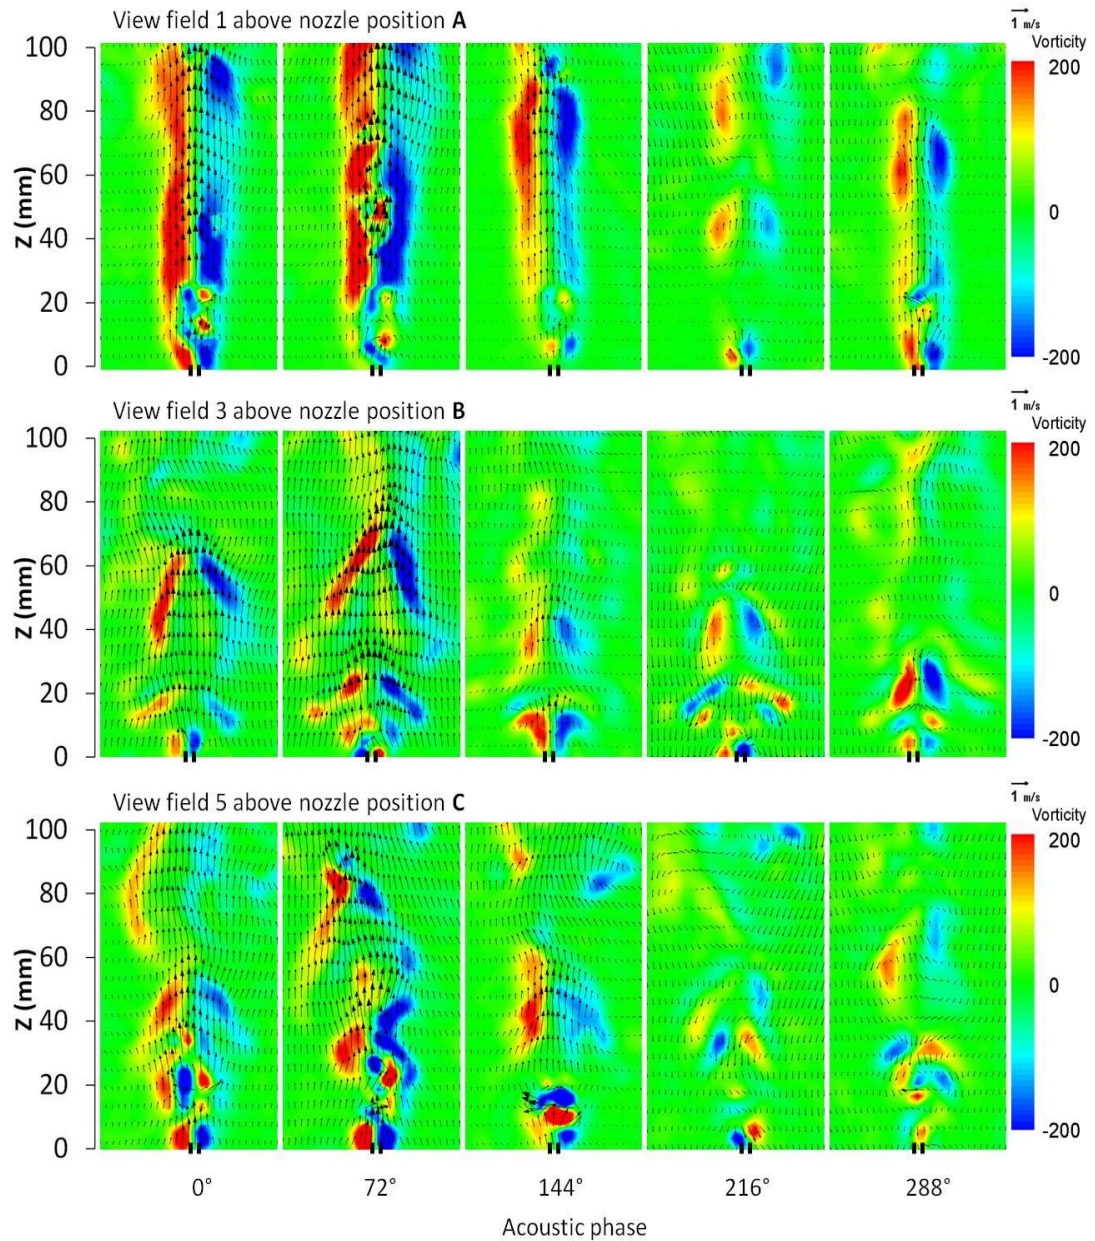 View field 1 above nozzle position A
1 m/s
Vorticity
100
80
60
40
20
0
Z (mm)
200
0
-200
View field 3 above nozzle position B
1 m/s
Vorticity
100
80
60
40
20
0
Z (mm)
200
0
-200
View field 5 above nozzle position C
1 m/s
Vorticity
100
80
60
40
20
0
Z (mm)
200
0
-200
0° 72° 144° 216° 288°
Acoustic phase